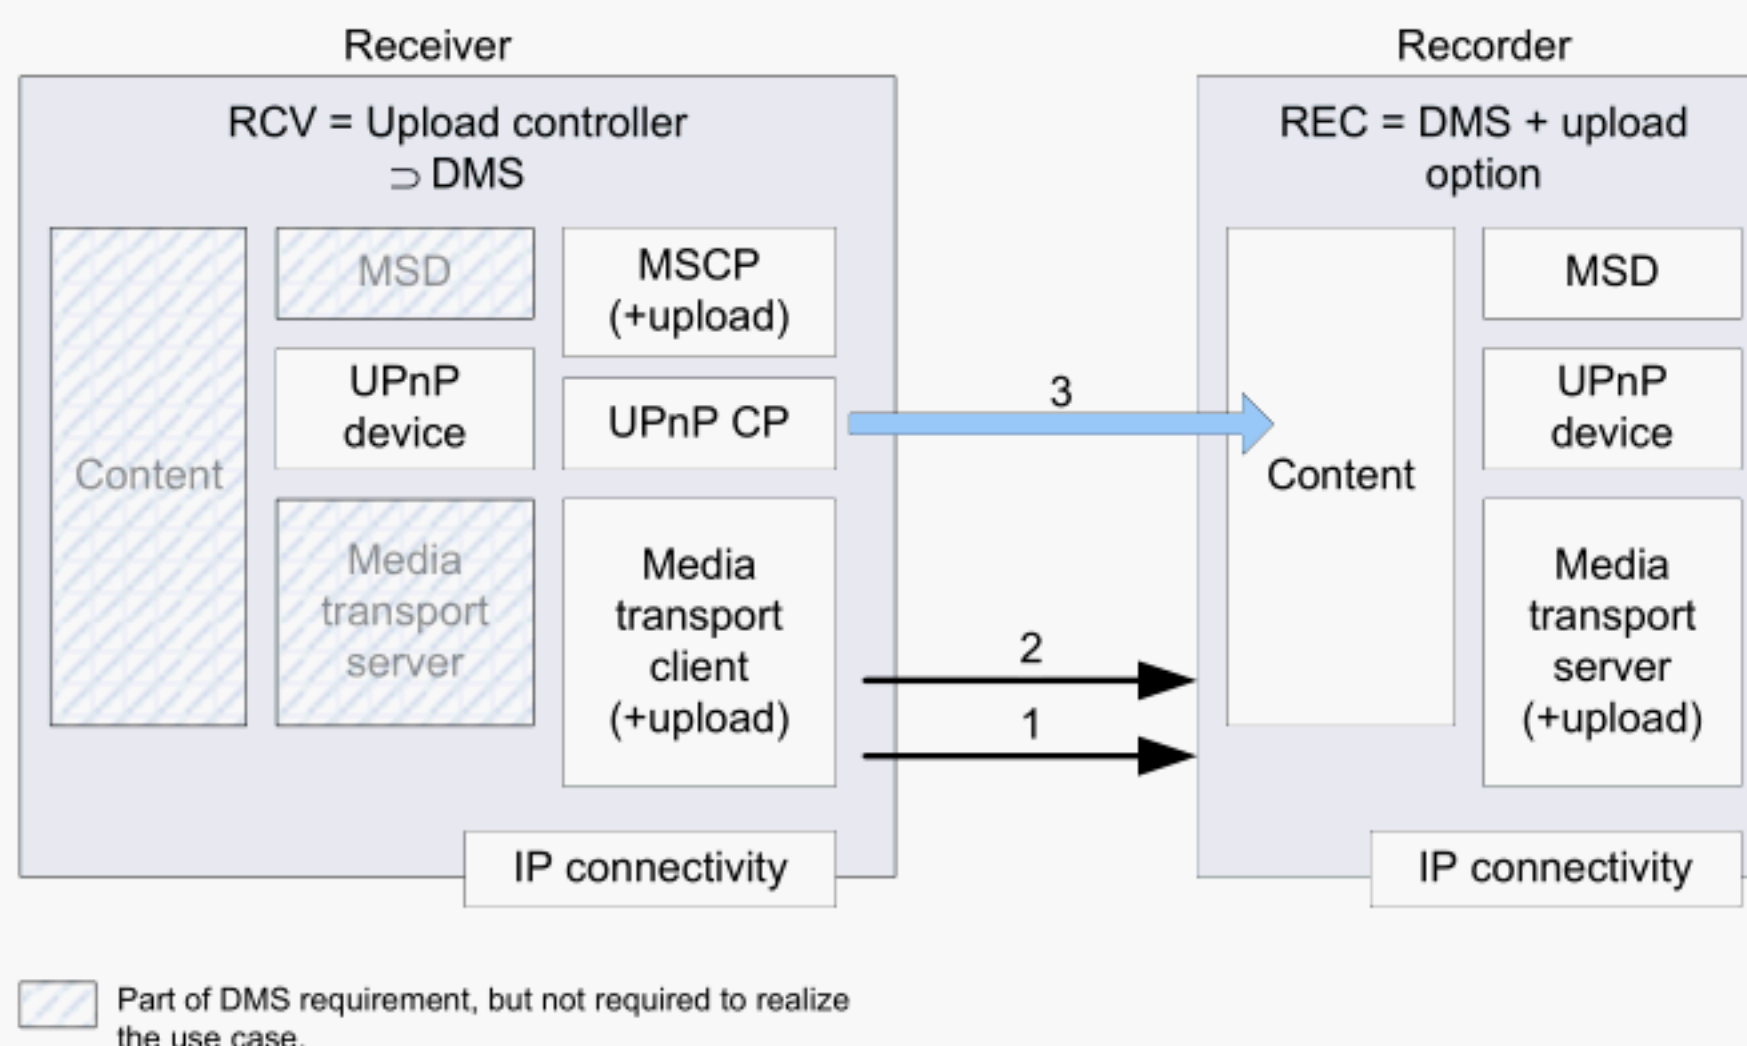 Receiver
RCV = Upload controller
⊃ DMS
Content
MSD
UPnP
device
Media
transport
server
MSCP
(+upload)
UPnP CP
Media
transport
client
(+upload)
IP connectivity
3
2
1
Recorder
REC = DMS + upload
option
Content
MSD
UPnP
device
Media
transport
server
(+upload)
IP connectivity
Part of DMS requirement, but not required to realize
the use case.